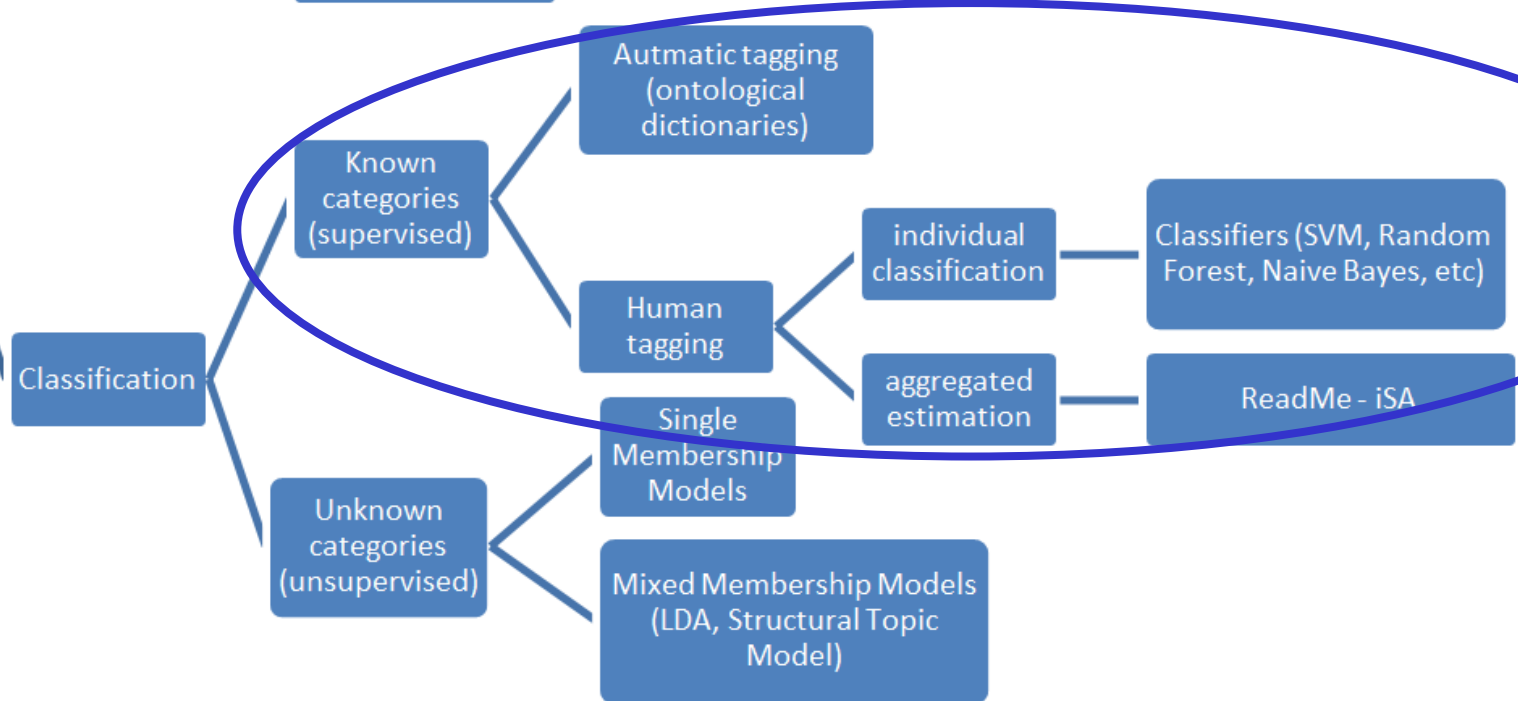 Autmatic tagging
(ontological
dictionaries)
Known
categories
(supervised)
individual
classification
Classifiers (SVM, Random
Forest, Naive Bayes, etc)
Human
tagging
Classification
aggregated
estimation
ReadMe - iSA
Single
Membership
Models
Unknown
categories
(unsupervised)
Mixed Membership Models
(LDA, Structural Topic
Model)